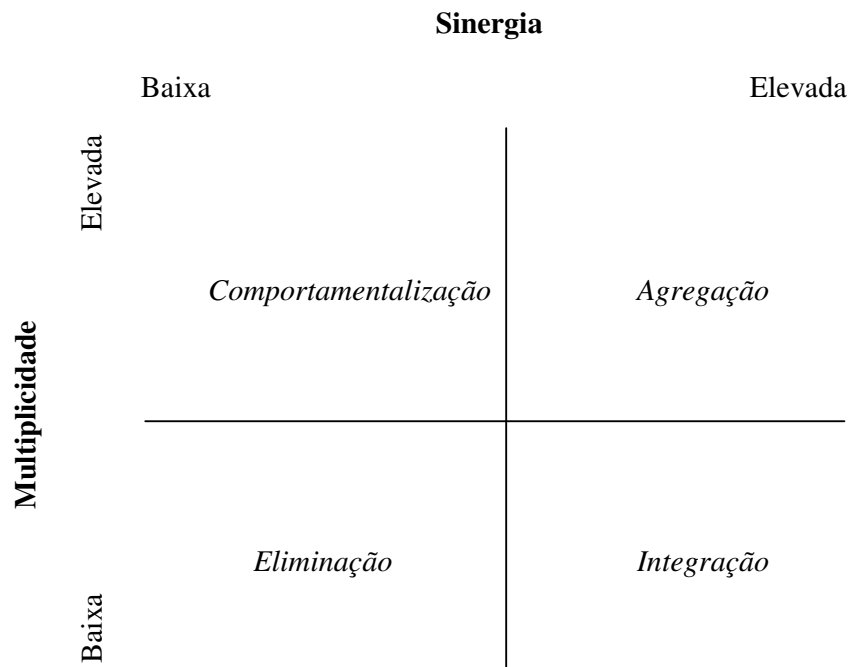 Sinergia
Baixa Elevada
Elevada
Comportamentalização Agregação
Multiplicidade
Eliminação Integração
Baixa